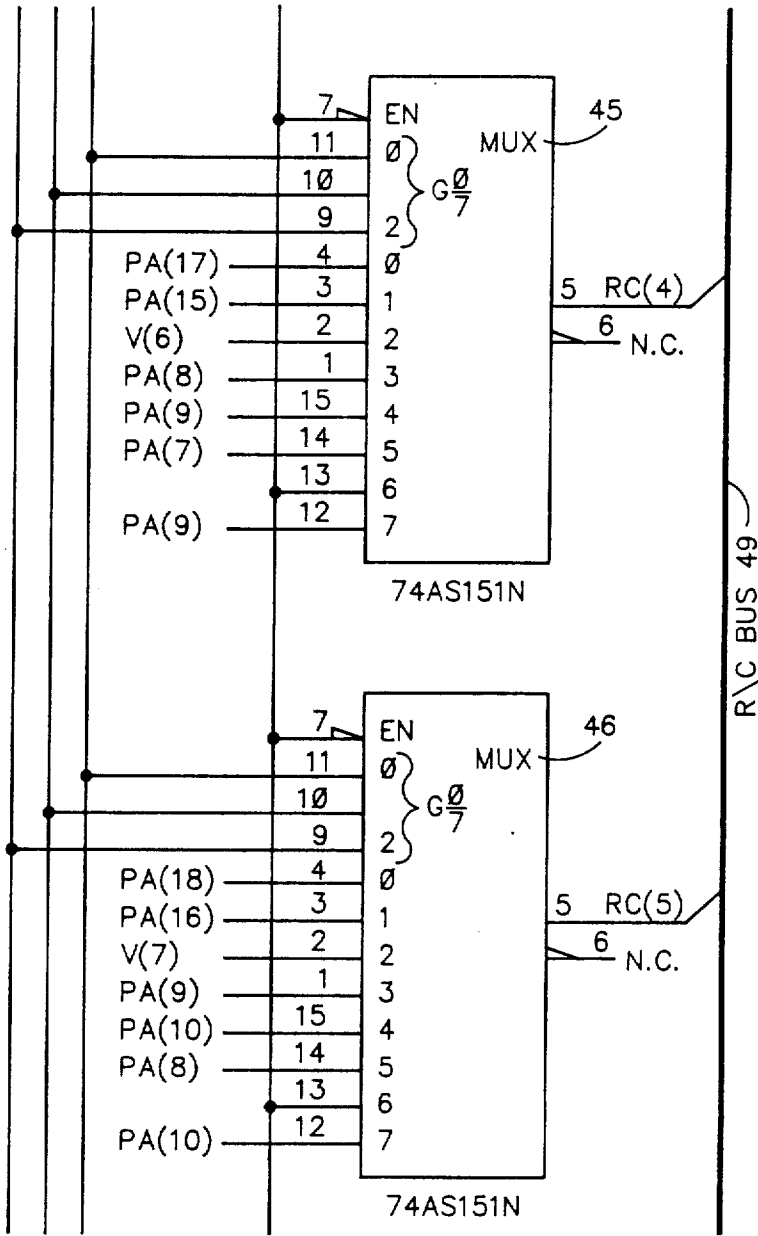 7 EN MUX 45
11 Ø
10 GØ/7
9 2
PA(17) 4 Ø
PA(15) 3 1 5 RC(4)
V(6) 2 2 6 N.C.
PA(8) 1 3
PA(9) 15 4
PA(7) 14 5
13 6
PA(9) 12 7
74AS151N
R\C BUS 49
7 EN MUX 46
11 Ø
1Ø GØ/7
9 2
PA(18) 4 Ø
PA(16) 3 1 5 RC(5)
V(7) 2 2 6 N.C.
PA(9) 1 3
PA(10) 15 4
PA(8) 14 5
13 6
PA(10) 12 7
74AS151N